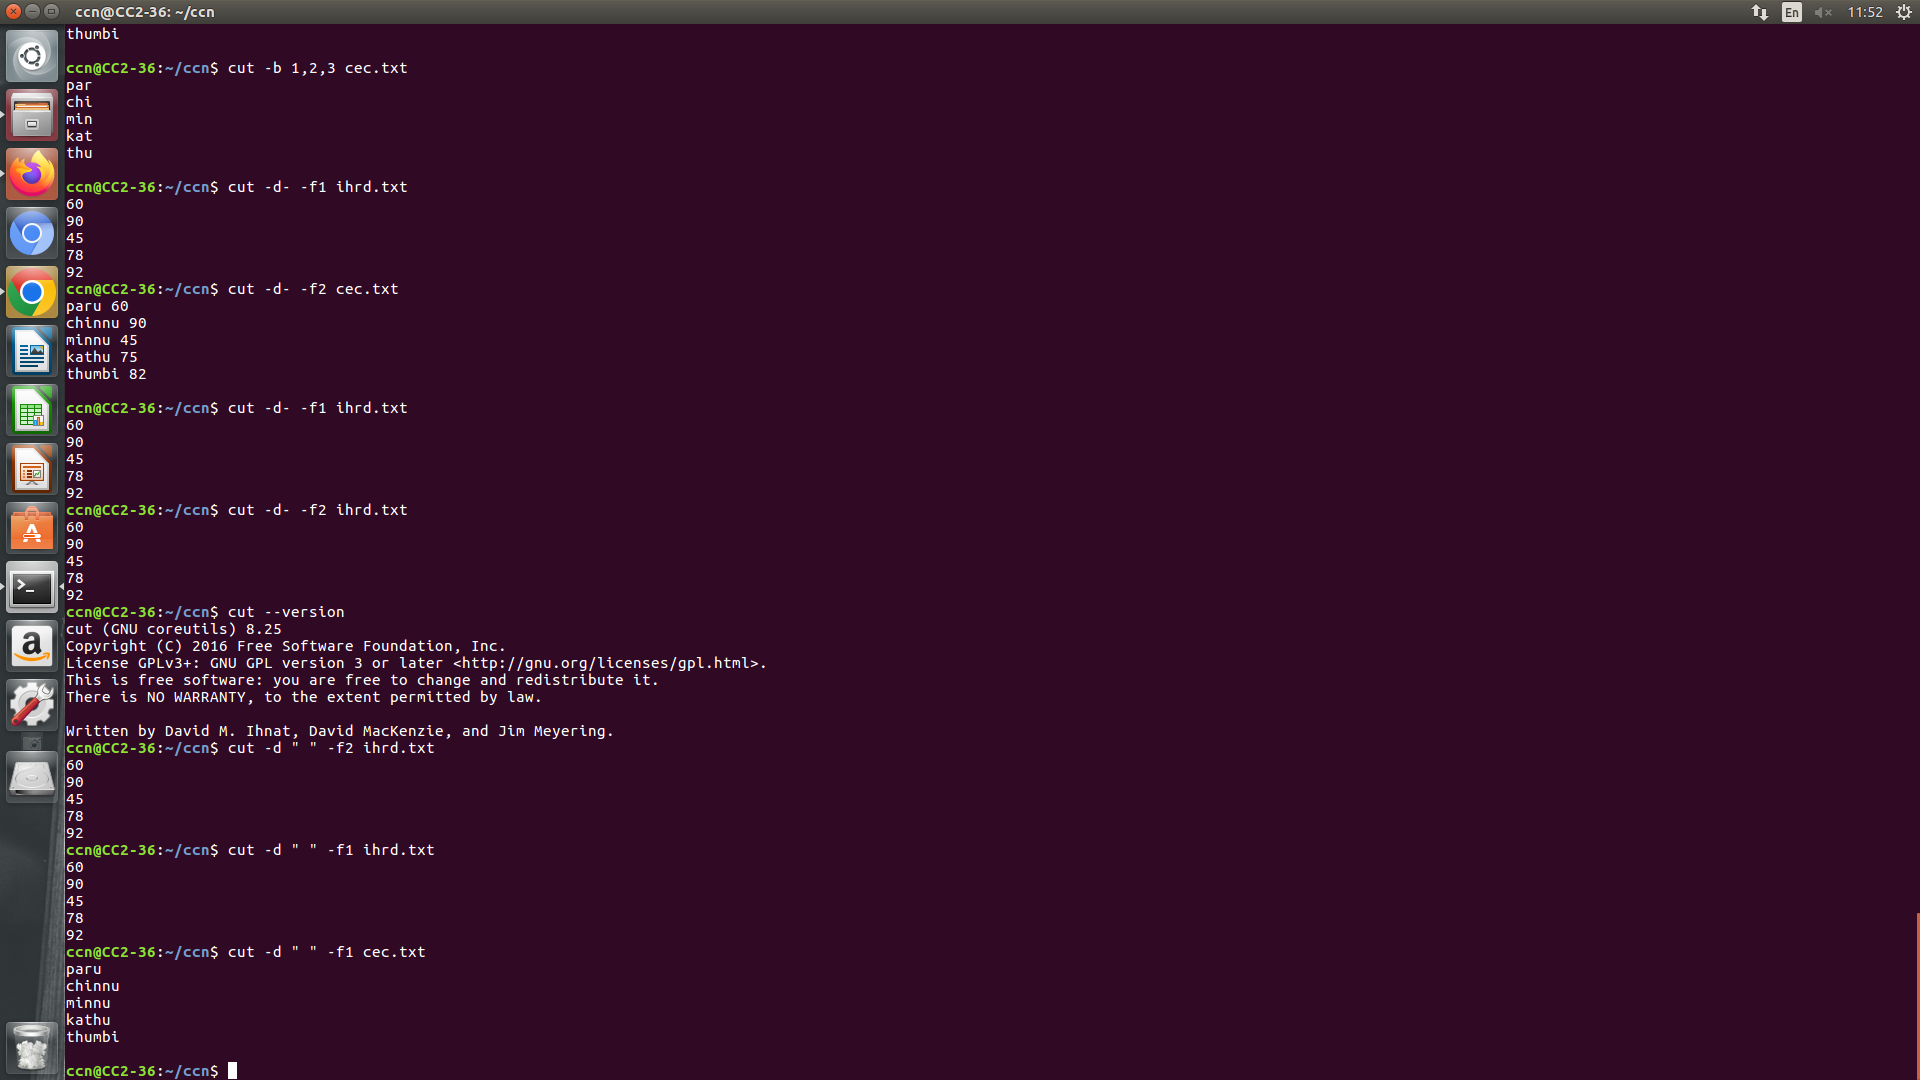 ccn@CC2-36: ~/ccn
En
11:52
thumbi
ccn@CC2-36:~/ccn$ cut -b 1,2,3 cec.txt
par
chi
min
kat
thu
ccn@CC2-36:~/ccn$ cut -d- -f1 ihrd.txt
60
90
45
78
92
ccn@CC2-36:~/ccn$ cut -d- -f2 cec.txt
paru 60
chinnu 90
minnu 45
kathu 75
thumbi 82
ccn@CC2-36:~/ccn$ cut -d- -f1 ihrd.txt
60
90
45
78
92
ccn@CC2-36:~/ccn$ cut -d- -f2 ihrd.txt
60
90
45
78
92
ccn@CC2-36:~/ccn$ cut --version
cut (GNU coreutils) 8.25
Copyright (C) 2016 Free Software Foundation, Inc.
License GPLv3+: GNU GPL version 3 or later <http://gnu.org/licenses/gpl.html>.
This is free software: you are free to change and redistribute it.
There is NO WARRANTY, to the extent permitted by law.
Written by David M. Ihnat, David MacKenzie, and Jim Meyering.
ccn@CC2-36:~/ccn$ cut -d " " -f2 ihrd.txt
60
90
45
78
92
ccn@CC2-36:~/ccn$ cut -d " " -f1 ihrd.txt
60
90
45
78
92
ccn@CC2-36:~/ccn$ cut -d " " -f1 cec.txt
paru
chinnu
minnu
kathu
thumbi
ccn@CC2-36:~/ccn$